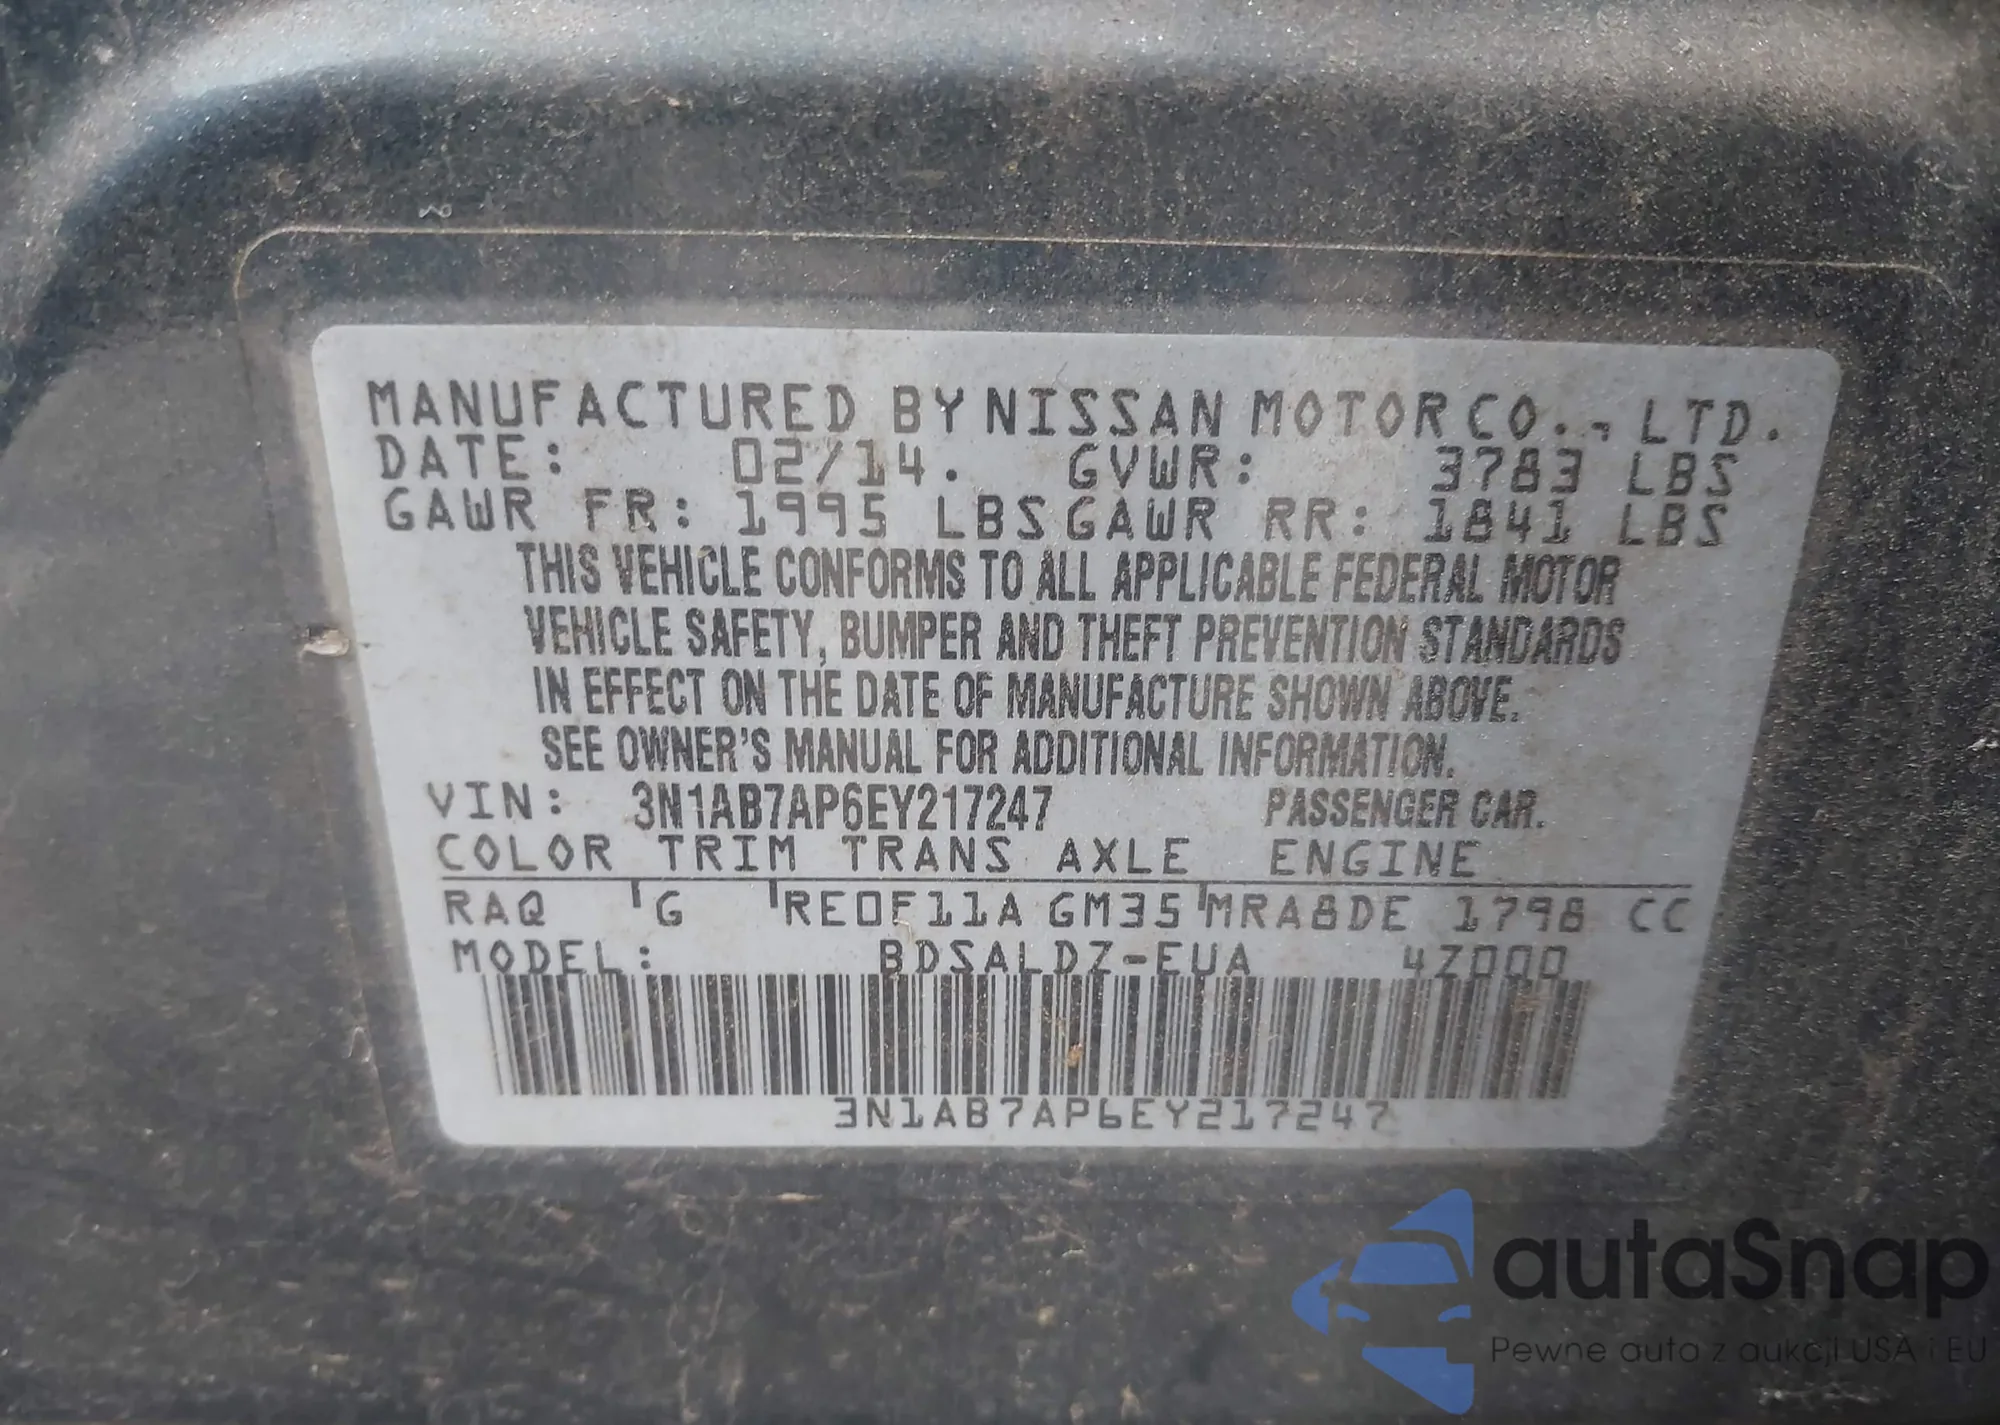 MANUFACTURED BY NISSAN MOTOR CO., LTD.
DATE: 02/14. GVWR: 3783 LBS
GAWR FR: 1995 LBS GAWR RR: 1841 LBS
THIS VEHICLE CONFORMS TO ALL APPLICABLE FEDERAL MOTOR
VEHICLE SAFETY, BUMPER AND THEFT PREVENTION STANDARDS
IN EFFECT ON THE DATE OF MANUFACTURE SHOWN ABOVE.
SEE OWNER'S MANUAL FOR ADDITIONAL INFORMATION.
VIN: 3N1AB7AP6EY217247 PASSENGER CAR.
COLOR TRIM TRANS AXLE ENGINE
RAQ G RE0F11A GM35 MRA8DE 1798 CC
MODEL: BDSALDZ-EUA 4Z000
3N1AB7AP6EY217247
autaSnap
Pewne auta z aukcji USA i EU